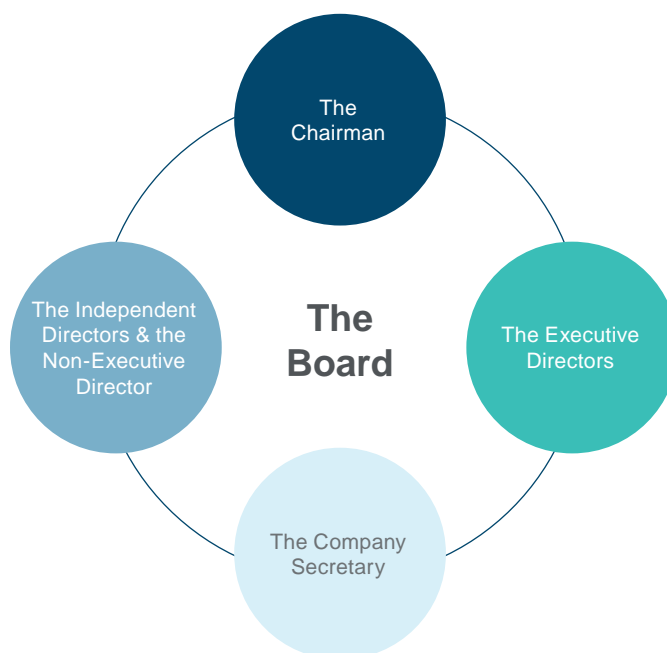 The
Chairman
The Independent
Directors & the
Non-Executive
Director
The
Board
The Executive
Directors
The Company
Secretary